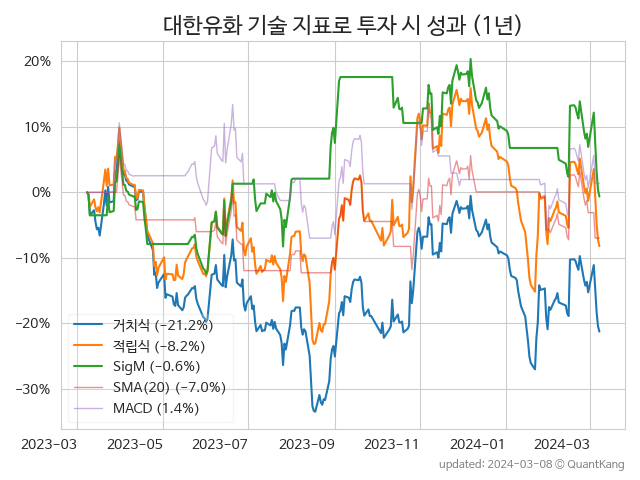 대한유화 기술 지표로 투자 시 성과 (1년)
20%
10%
0%
−10%
−20%
−30%
거치식 (−21.2%)
적립식 (−8.2%)
SigM (−0.6%)
SMA(20) (−7.0%)
MACD (1.4%)
2023−03 2023−05 2023−07 2023−09 2023−11 2024−01 2024−03
updated: 2024−03−08 ⓒ QuantKang